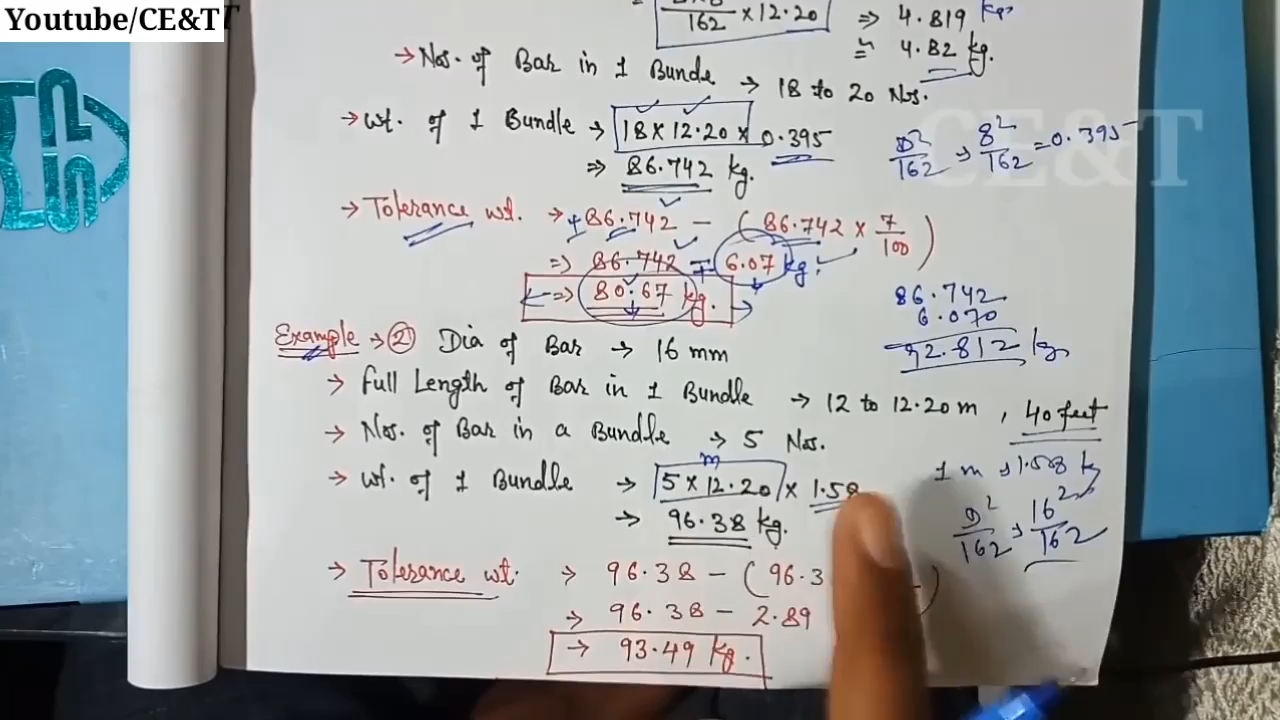 Youtube/CE&T
162 × 12.20 ⇒ 4.819 kg.
≅ 4.82 kg.
→ Nos. of Bar in 1 Bunde → 18 to 20 Nos.
→ wt. of 1 Bundle → 18 × 12.20 × 0.395
⇒ 86.742 kg.
D²/162 → 8²/162 = 0.395
CE&T
→ Tolerance wt. → + 86.742 - (86.742 × 7/100)
⇒ 86.742 ∓ 6.07 kg.
⇒ 80.67 kg.
86.742
6.070
92.812 kg
Example → ② Dia of Bar → 16 mm
→ Full Length of Bar in 1 Bundle → 12 to 12.20 m , 40 feet
→ Nos. of Bar in a Bundle → 5 Nos.
m
→ wt. of 1 Bundle → 5 × 12.20 × 1.58
→ 96.38 kg.
1 m → 1.58 kg
D²/162 → 16²/162
→ Tolerance wt. → 96.38 - (96.3 )
→ 96.38 - 2.89
→ 93.49 kg.